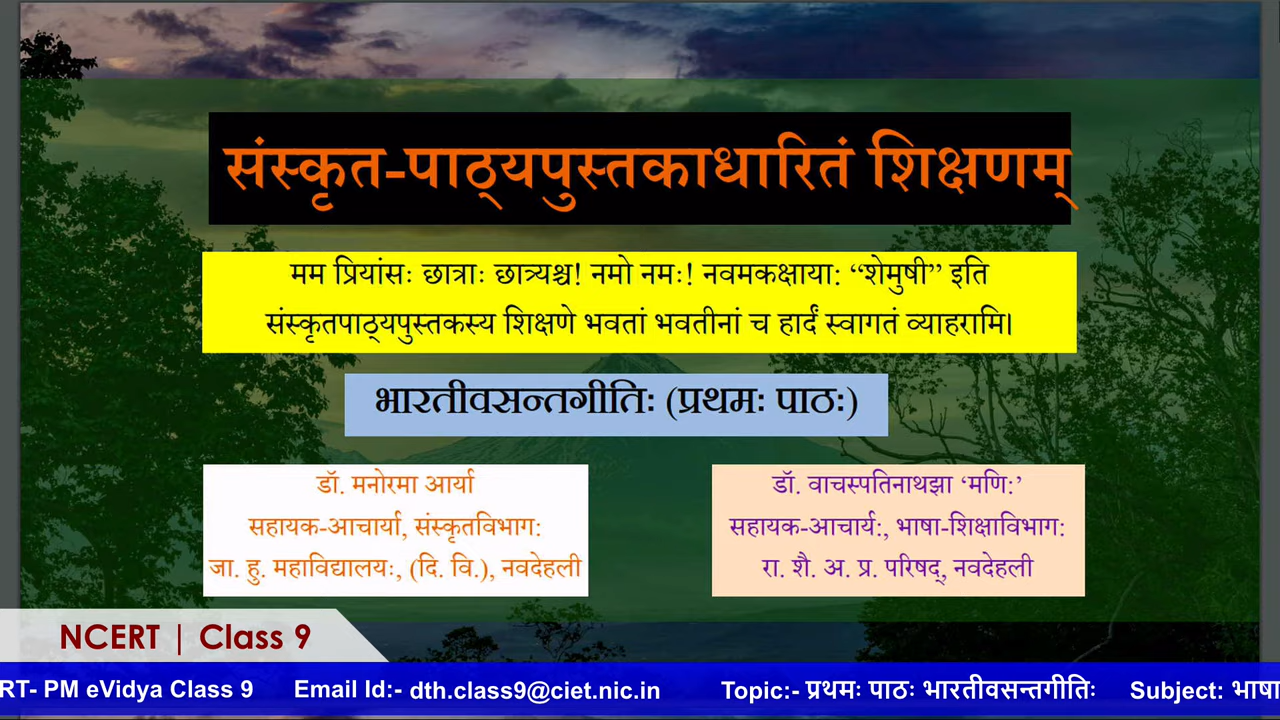 संस्कृत-पाठ्यपुस्तकाधारितं शिक्षणम्
मम प्रियांसः छात्राः छात्र्यश्च! नमो नमः! नवमकक्षाया: “शेमुषी” इति
संस्कृतपाठ्यपुस्तकस्य शिक्षणे भवतां भवतीनां च हार्दं स्वागतं व्याहरामि।
भारतीवसन्तगीतिः (प्रथमः पाठः)
डॉ. मनोरमा आर्या
सहायक-आचार्या, संस्कृतविभाग:
जा. हु. महाविद्यालयः, (दि. वि.), नवदेहली
डॉ. वाचस्पतिनाथझा ‘मणि:’
सहायक-आचार्य:, भाषा-शिक्षाविभाग:
रा. शै. अ. प्र. परिषद्, नवदेहली
NCERT | Class 9
RT- PM eVidya Class 9 Email Id:- dth.class9@ciet.nic.in Topic:- प्रथमः पाठः भारतीवसन्तगीतिः Subject: भाषा